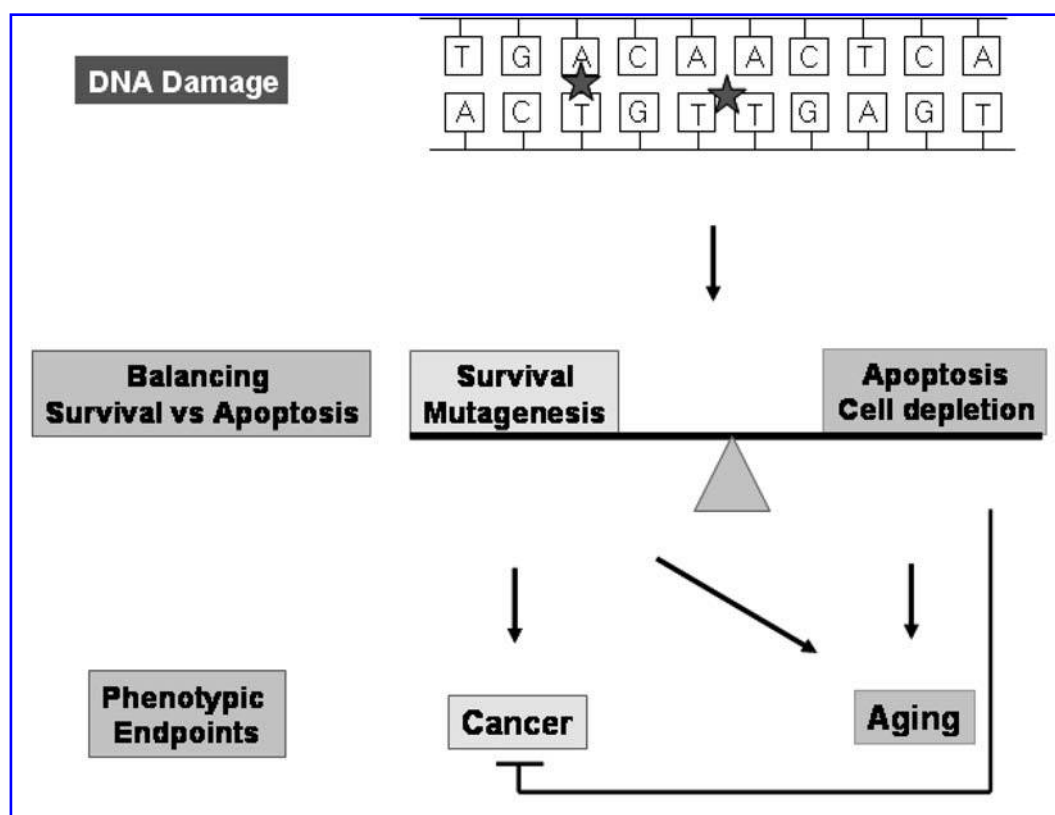 T G A C A A C T C A
DNA Damage
A C T G T T G A G T
Balancing
Survival vs Apoptosis
Survival
Mutagenesis
Apoptosis
Cell depletion
Phenotypic
Endpoints
Cancer
Aging